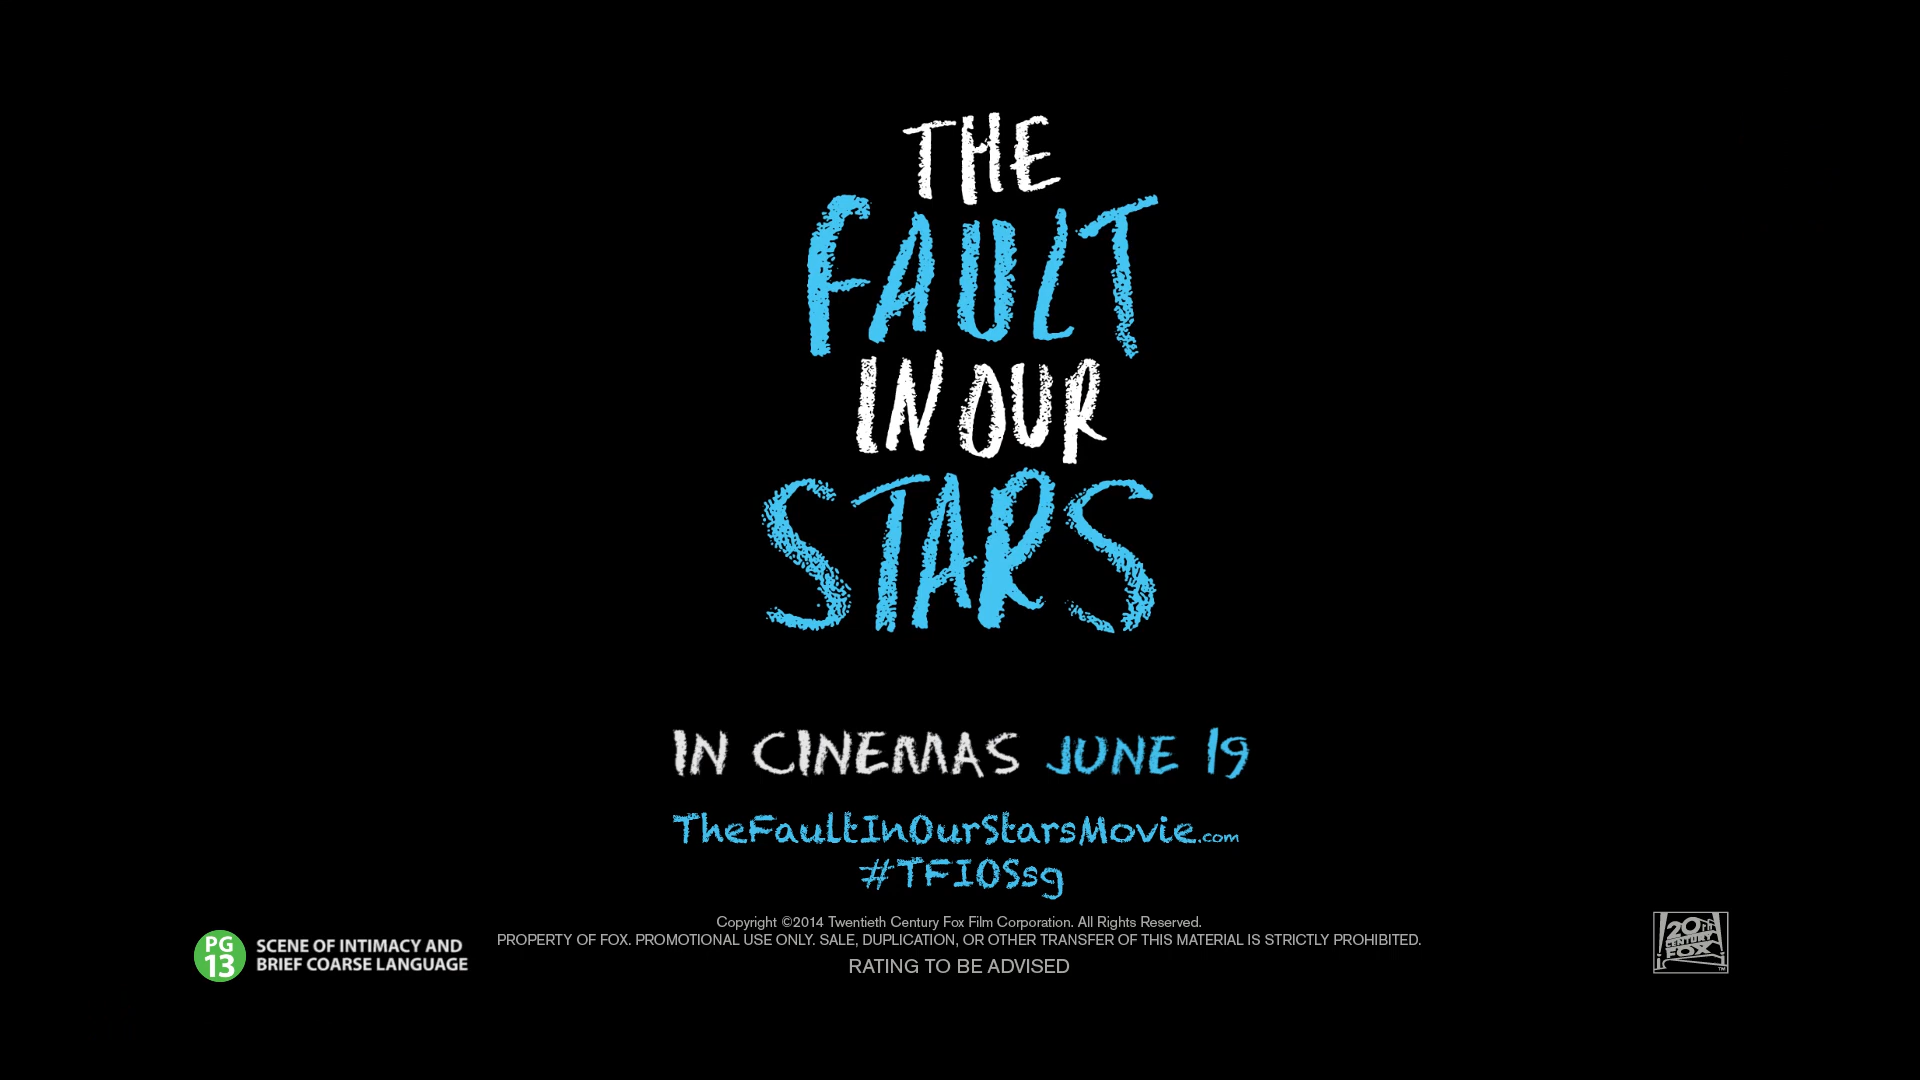 THE
FAULT
IN OUR
STARS
IN CINEMAS JUNE 19
TheFaultInOurStarsMovie.com
#TFIOSsg
Copyright ©2014 Twentieth Century Fox Film Corporation. All Rights Reserved.
PROPERTY OF FOX. PROMOTIONAL USE ONLY. SALE, DUPLICATION, OR OTHER TRANSFER OF THIS MATERIAL IS STRICTLY PROHIBITED.
RATING TO BE ADVISED
PG
13
SCENE OF INTIMACY AND
BRIEF COARSE LANGUAGE
20th
CENTURY
FOX
TM